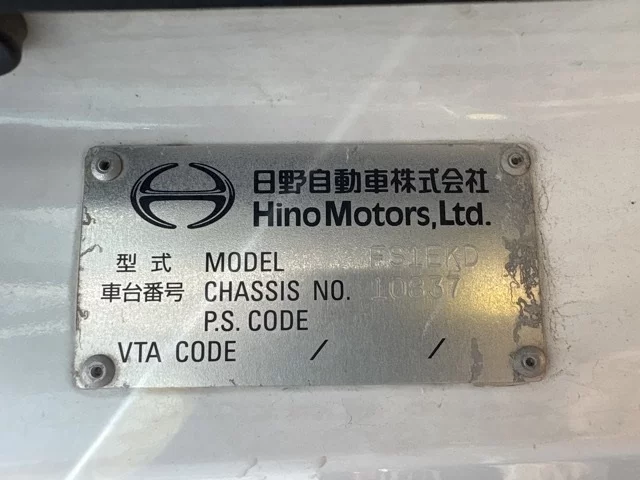 日野自動車株式会社
Hino Motors, Ltd.
型式 MODEL FS1EKD
車台番号 CHASSIS NO. 10837
P.S. CODE
VTA CODE / /